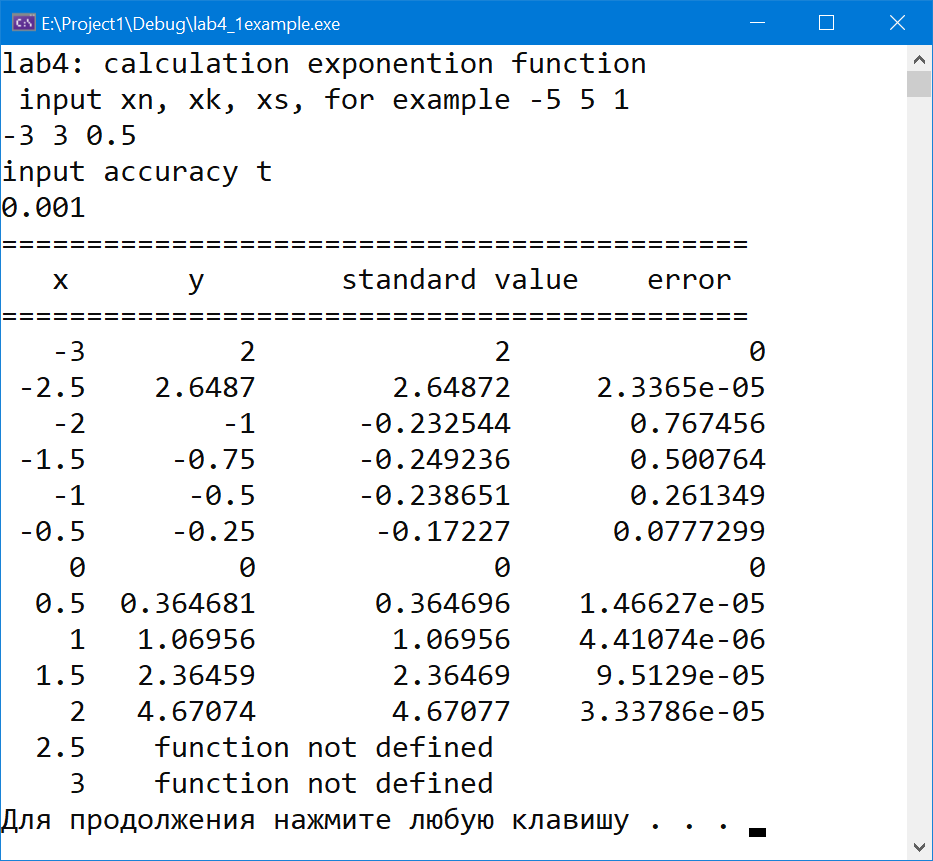 E:\Project1\Debug\lab4_1example.exe
lab4: calculation exponention function
 input xn, xk, xs, for example -5 5 1
-3 3 0.5
input accuracy t
0.001
============================================
   x       y        standard value    error
============================================
   -3         2              2              0
 -2.5    2.6487        2.64872     2.3365e-05
   -2        -1      -0.232544       0.767456
 -1.5     -0.75      -0.249236       0.500764
   -1      -0.5      -0.238651       0.261349
 -0.5     -0.25       -0.17227      0.0777299
    0         0              0              0
  0.5  0.364681       0.364696    1.46627e-05
    1   1.06956        1.06956    4.41074e-06
  1.5   2.36459        2.36469     9.5129e-05
    2   4.67074        4.67077    3.33786e-05
  2.5    function not defined
    3    function not defined
Для продолжения нажмите любую клавишу . . .